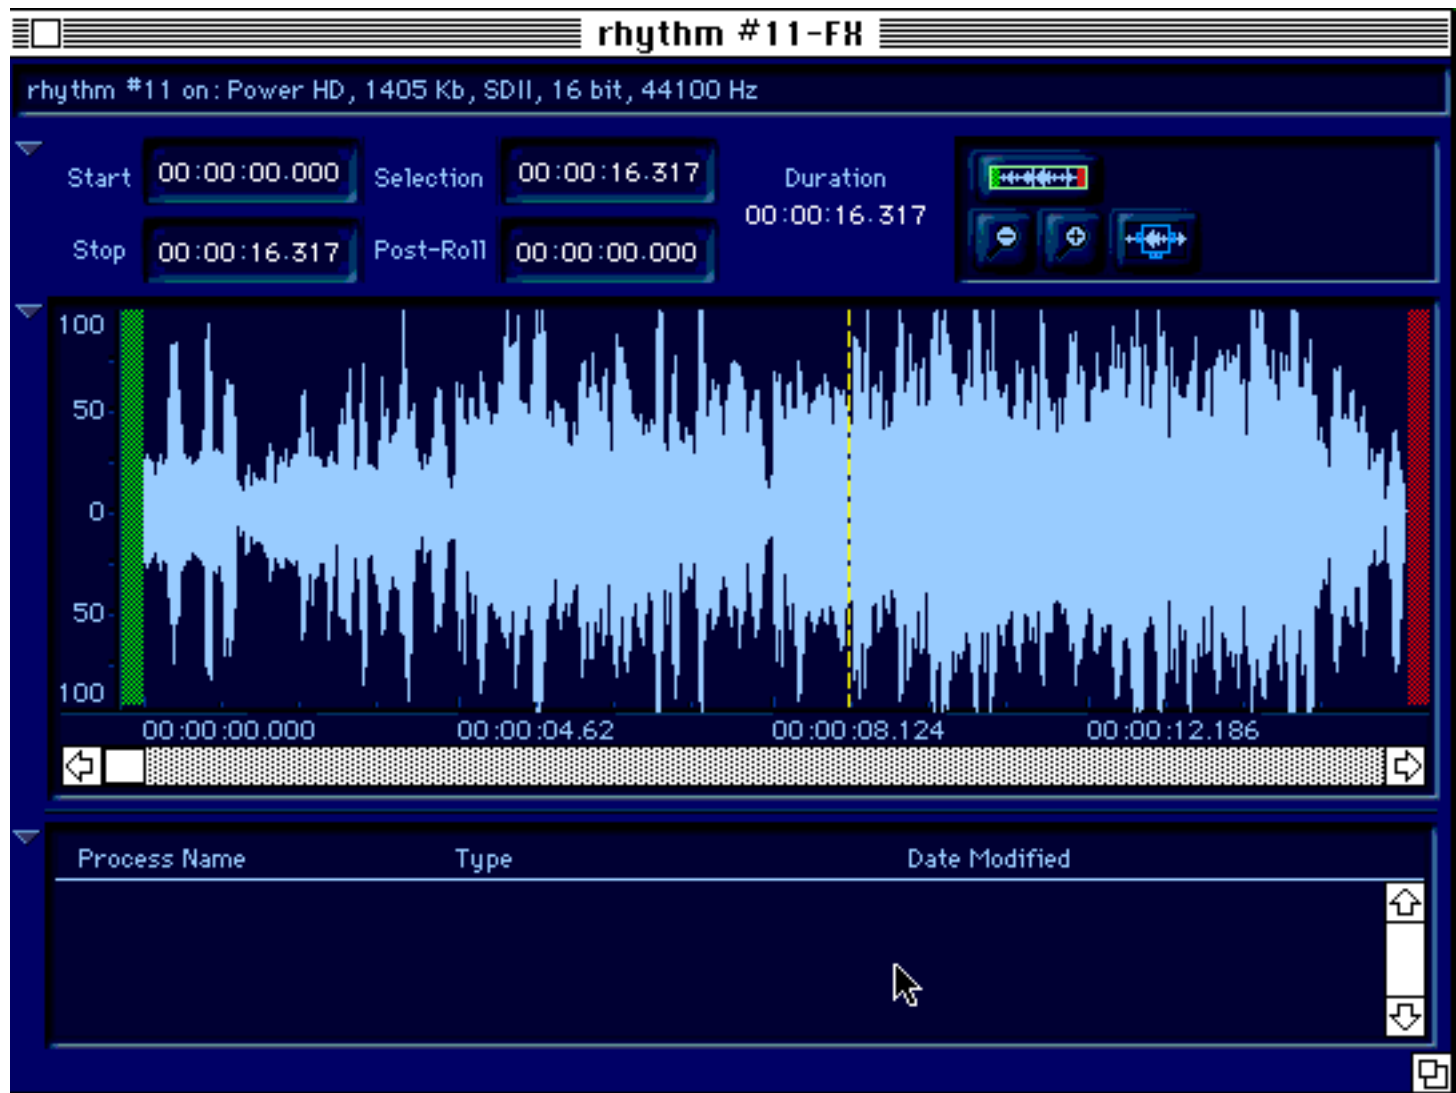 rhythm #11-FX
rhythm #11 on: Power HD, 1405 Kb, SDII, 16 bit, 44100 Hz
Start 00:00:00.000 Selection 00:00:16.317 Duration
00:00:16.317
Stop 00:00:16.317 Post-Roll 00:00:00.000
100
50
0
50
100
00:00:00.000 00:00:04.62 00:00:08.124 00:00:12.186
Process Name Type Date Modified